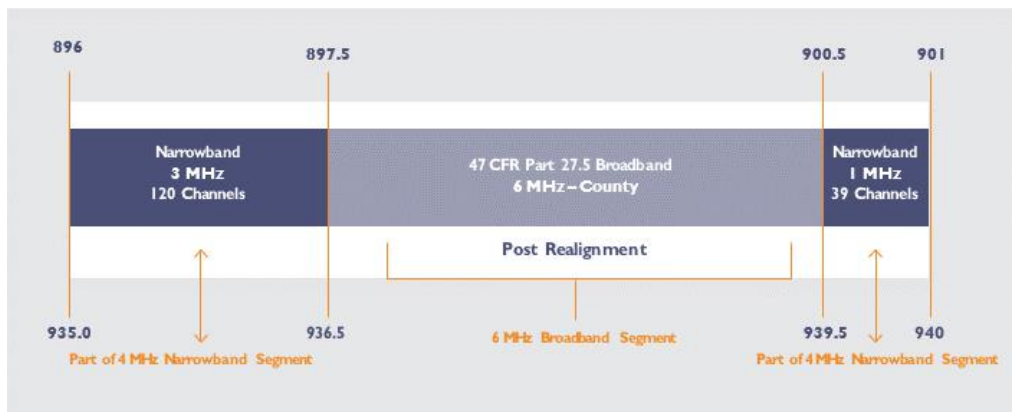 896
897.5
900.5
901
Narrowband
3 MHz
120 Channels
47 CFR Part 27.5 Broadband
6 MHz – County
Narrowband
1 MHz
39 Channels
Post Realignment
935.0
936.5
939.5
940
Part of 4 MHz Narrowband Segment
6 MHz Broadband Segment
Part of 4 MHz Narrowband Segment